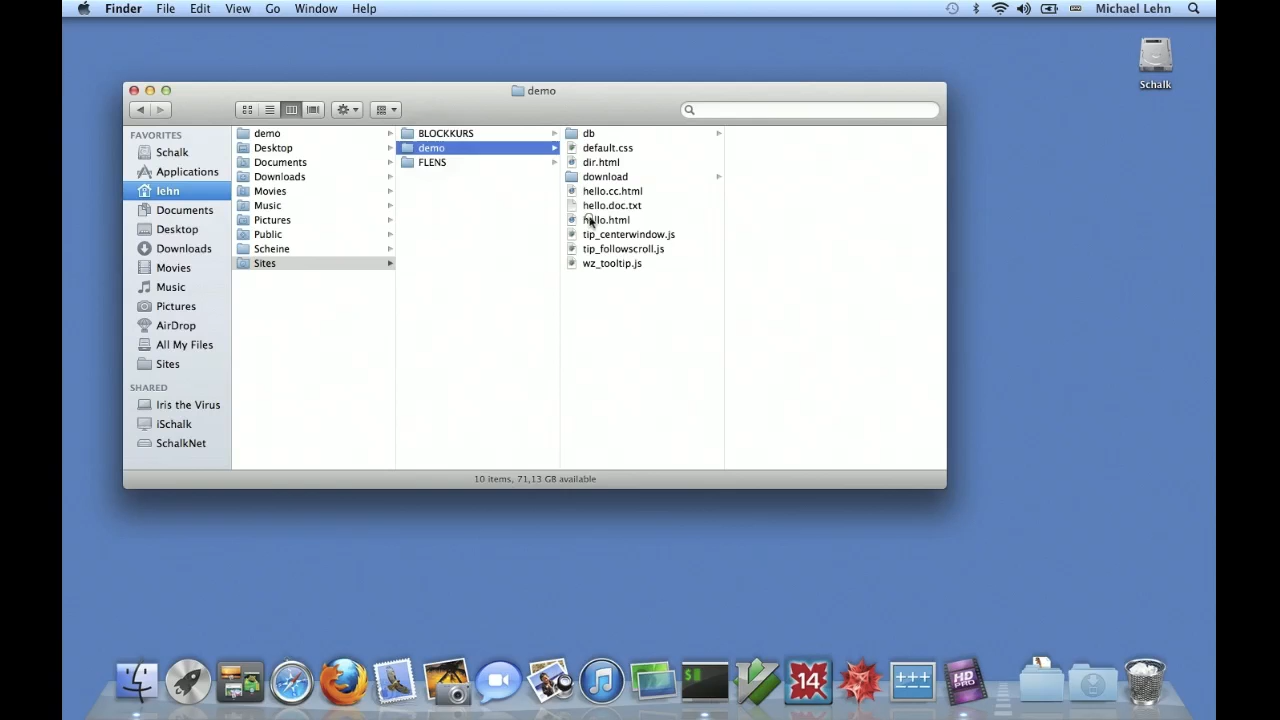 Finder File Edit View Go Window Help Michael Lehn
Schalk
demo
FAVORITES
Schalk
Applications
lehn
Documents
Desktop
Downloads
Movies
Music
Pictures
AirDrop
All My Files
Sites
SHARED
Iris the Virus
iSchalk
SchalkNet
demo
Desktop
Documents
Downloads
Movies
Music
Pictures
Public
Scheine
Sites
BLOCKKURS
demo
FLENS
db
default.css
dir.html
download
hello.cc.html
hello.doc.txt
hello.html
tip_centerwindow.js
tip_followscroll.js
wz_tooltip.js
10 items, 71,13 GB available
14
HD
PRO